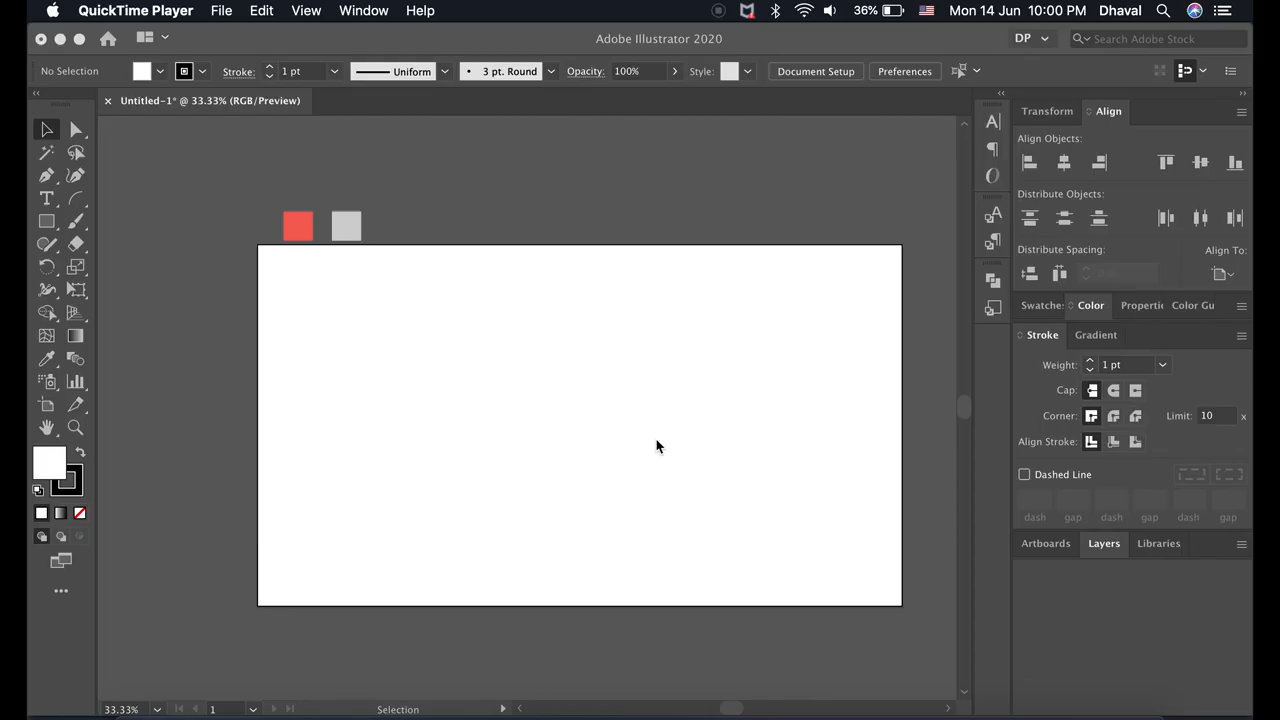 QuickTime Player File Edit View Window Help 36% Mon 14 Jun 10:00 PM Dhaval
Adobe Illustrator 2020 DP Search Adobe Stock
No Selection Stroke: 1 pt Uniform 3 pt. Round Opacity: 100% Style: Document Setup Preferences
Untitled-1* @ 33.33% (RGB/Preview)
Transform Align
Align Objects:
Distribute Objects:
Distribute Spacing: Align To:
Swatche: Color Properti Color Gu
Stroke Gradient
Weight: 1 pt
Cap:
Corner: Limit: 10 x
Align Stroke:
Dashed Line
dash gap dash gap dash gap
Artboards Layers Libraries
33.33% 1 Selection